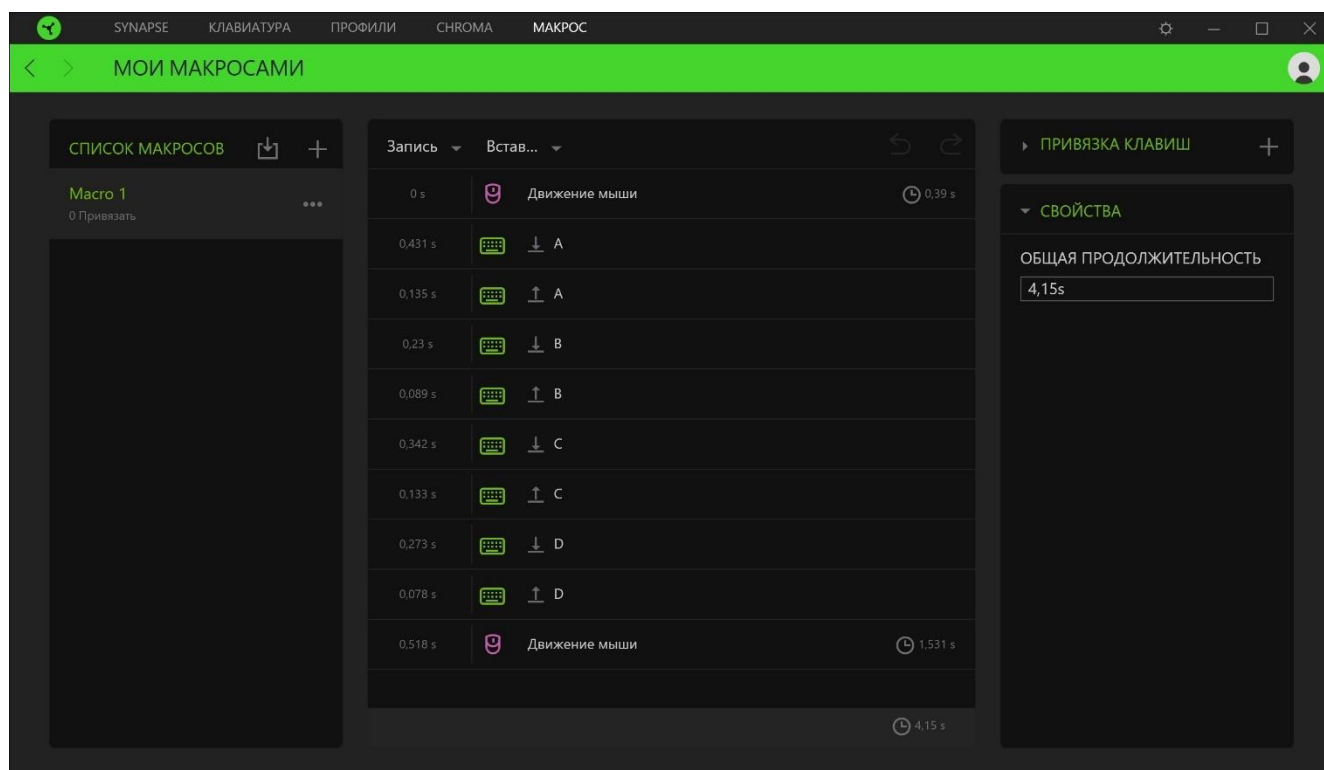 SYNAPSE КЛАВИАТУРА ПРОФИЛИ CHROMA МАКРОС
МОИ МАКРОСАМИ
СПИСОК МАКРОСОВ
Macro 1
0 Привязать
Запись Встав...
0 s Движение мыши 0,39 s
0,431 s A
0,135 s A
0,23 s B
0,089 s B
0,342 s C
0,133 s C
0,273 s D
0,078 s D
0,518 s Движение мыши 1,531 s
4,15 s
ПРИВЯЗКА КЛАВИШ
СВОЙСТВА
ОБЩАЯ ПРОДОЛЖИТЕЛЬНОСТЬ
4,15s